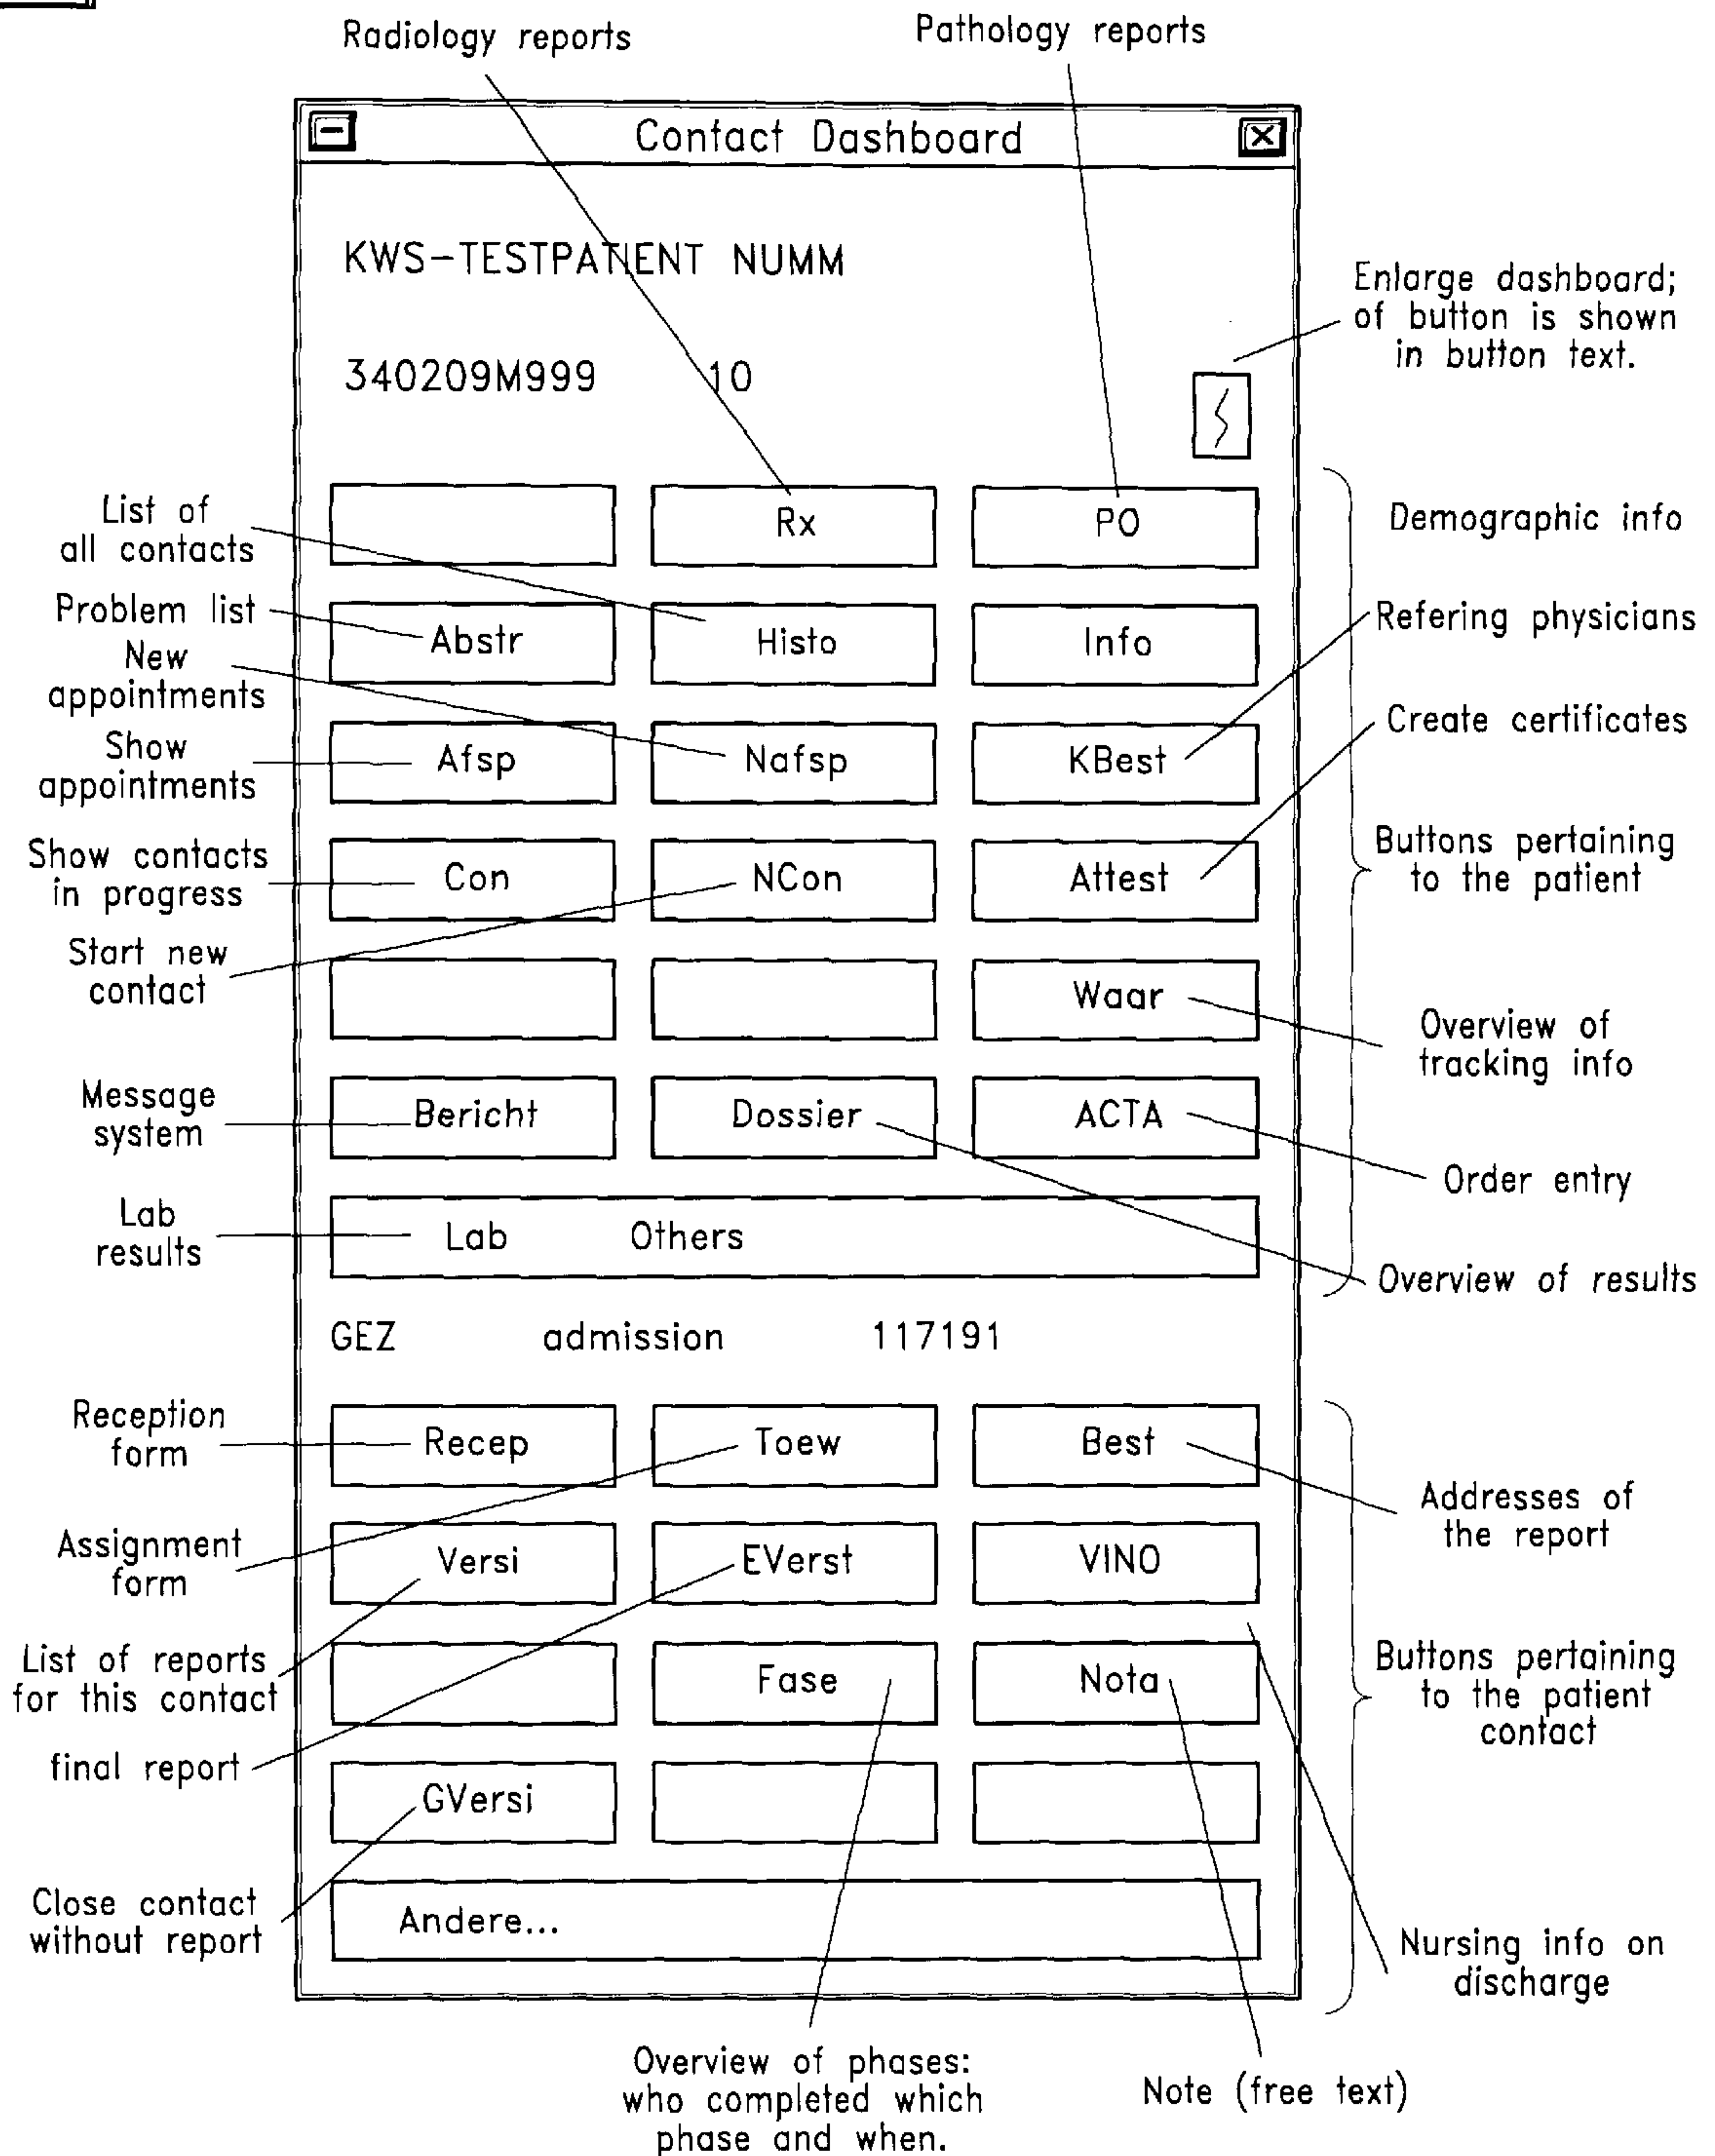 Radiology reports
Pathology reports
Contact Dashboard
KWS-TESTPATIENT NUMM
Enlarge dashboard;
of button is shown
in button text.
340209M999 10
List of
all contacts
Rx
PO
Demographic info
Problem list
Abstr
Histo
Info
Refering physicians
New
appointments
Show
appointments
Afsp
Nafsp
KBest
Create certificates
Show contacts
in progress
Con
NCon
Attest
Buttons pertaining
to the patient
Start new
contact
Waar
Overview of
tracking info
Message
system
Bericht
Dossier
ACTA
Order entry
Lab
results
Lab Others
Overview of results
GEZ admission 117191
Reception
form
Recep
Toew
Best
Addresses of
the report
Assignment
form
Versi
EVerst
VINO
List of reports
for this contact
Fase
Nota
Buttons pertaining
to the patient
contact
final report
GVersi
Close contact
without report
Andere...
Nursing info on
discharge
Overview of phases:
who completed which
phase and when.
Note (free text)